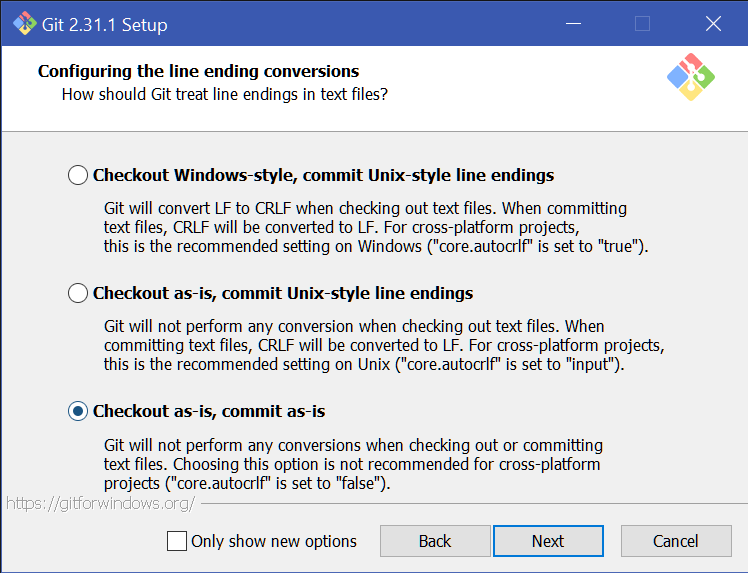 Git 2.31.1 Setup
Configuring the line ending conversions
How should Git treat line endings in text files?
Checkout Windows-style, commit Unix-style line endings
Git will convert LF to CRLF when checking out text files. When committing
text files, CRLF will be converted to LF. For cross-platform projects,
this is the recommended setting on Windows ("core.autocrlf" is set to "true").
Checkout as-is, commit Unix-style line endings
Git will not perform any conversion when checking out text files. When
committing text files, CRLF will be converted to LF. For cross-platform projects,
this is the recommended setting on Unix ("core.autocrlf" is set to "input").
Checkout as-is, commit as-is
Git will not perform any conversions when checking out or committing
text files. Choosing this option is not recommended for cross-platform
projects ("core.autocrlf" is set to "false").
https://gitforwindows.org/
Only show new options
Back
Next
Cancel